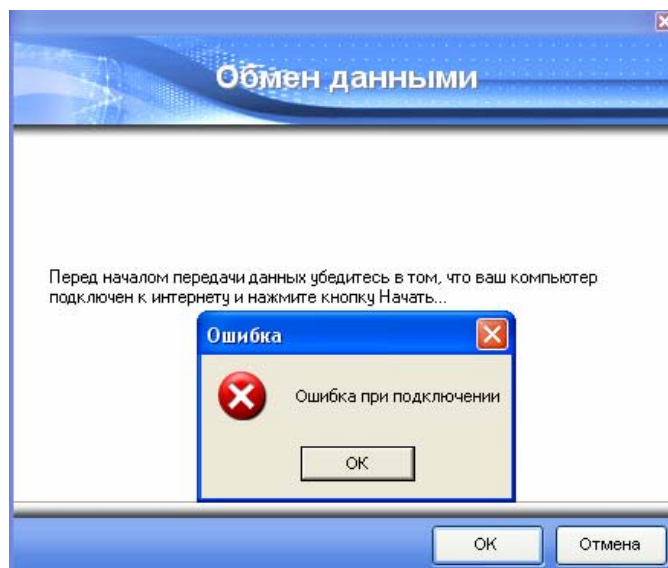 Обмен данными
Перед началом передачи данных убедитесь в том, что ваш компьютер
подключен к интернету и нажмите кнопку Начать...
Ошибка
Ошибка при подключении
OK
OK
Отмена